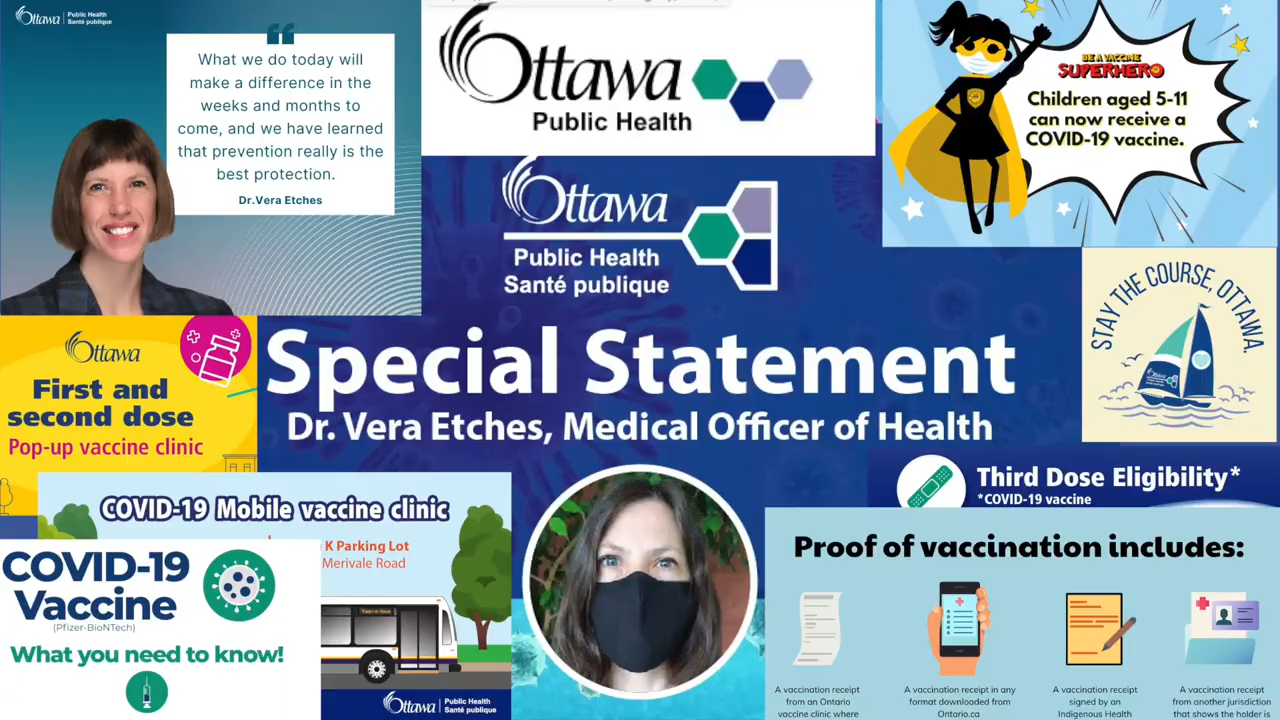 Ottawa
Public Health
Santé publique
What we do today will
make a difference in the
weeks and months to
come, and we have learned
that prevention really is the
best protection.
Dr.Vera Etches
Ottawa
Public Health
BE A VACCINE
SUPERHERO
Children aged 5-11
can now receive a
COVID-19 vaccine.
Ottawa
Public Health
Santé publique
STAY THE COURSE, OTTAWA.
Special Statement
Dr. Vera Etches, Medical Officer of Health
Ottawa
First and
second dose
Pop-up vaccine clinic
Third Dose Eligibility*
*COVID-19 vaccine
COVID-19 Mobile vaccine clinic
K Parking Lot
Merivale Road
Ottawa
Public Health
Santé publique
COVID-19
Vaccine
(Pfizer-BioNTech)
What you need to know!
Proof of vaccination includes:
A vaccination receipt
from an Ontario
vaccine clinic where
A vaccination receipt in any
format downloaded from
Ontario.ca
A vaccination receipt
signed by an
Indigenous Health
A vaccination receipt
from another jurisdiction
that shows the holder is